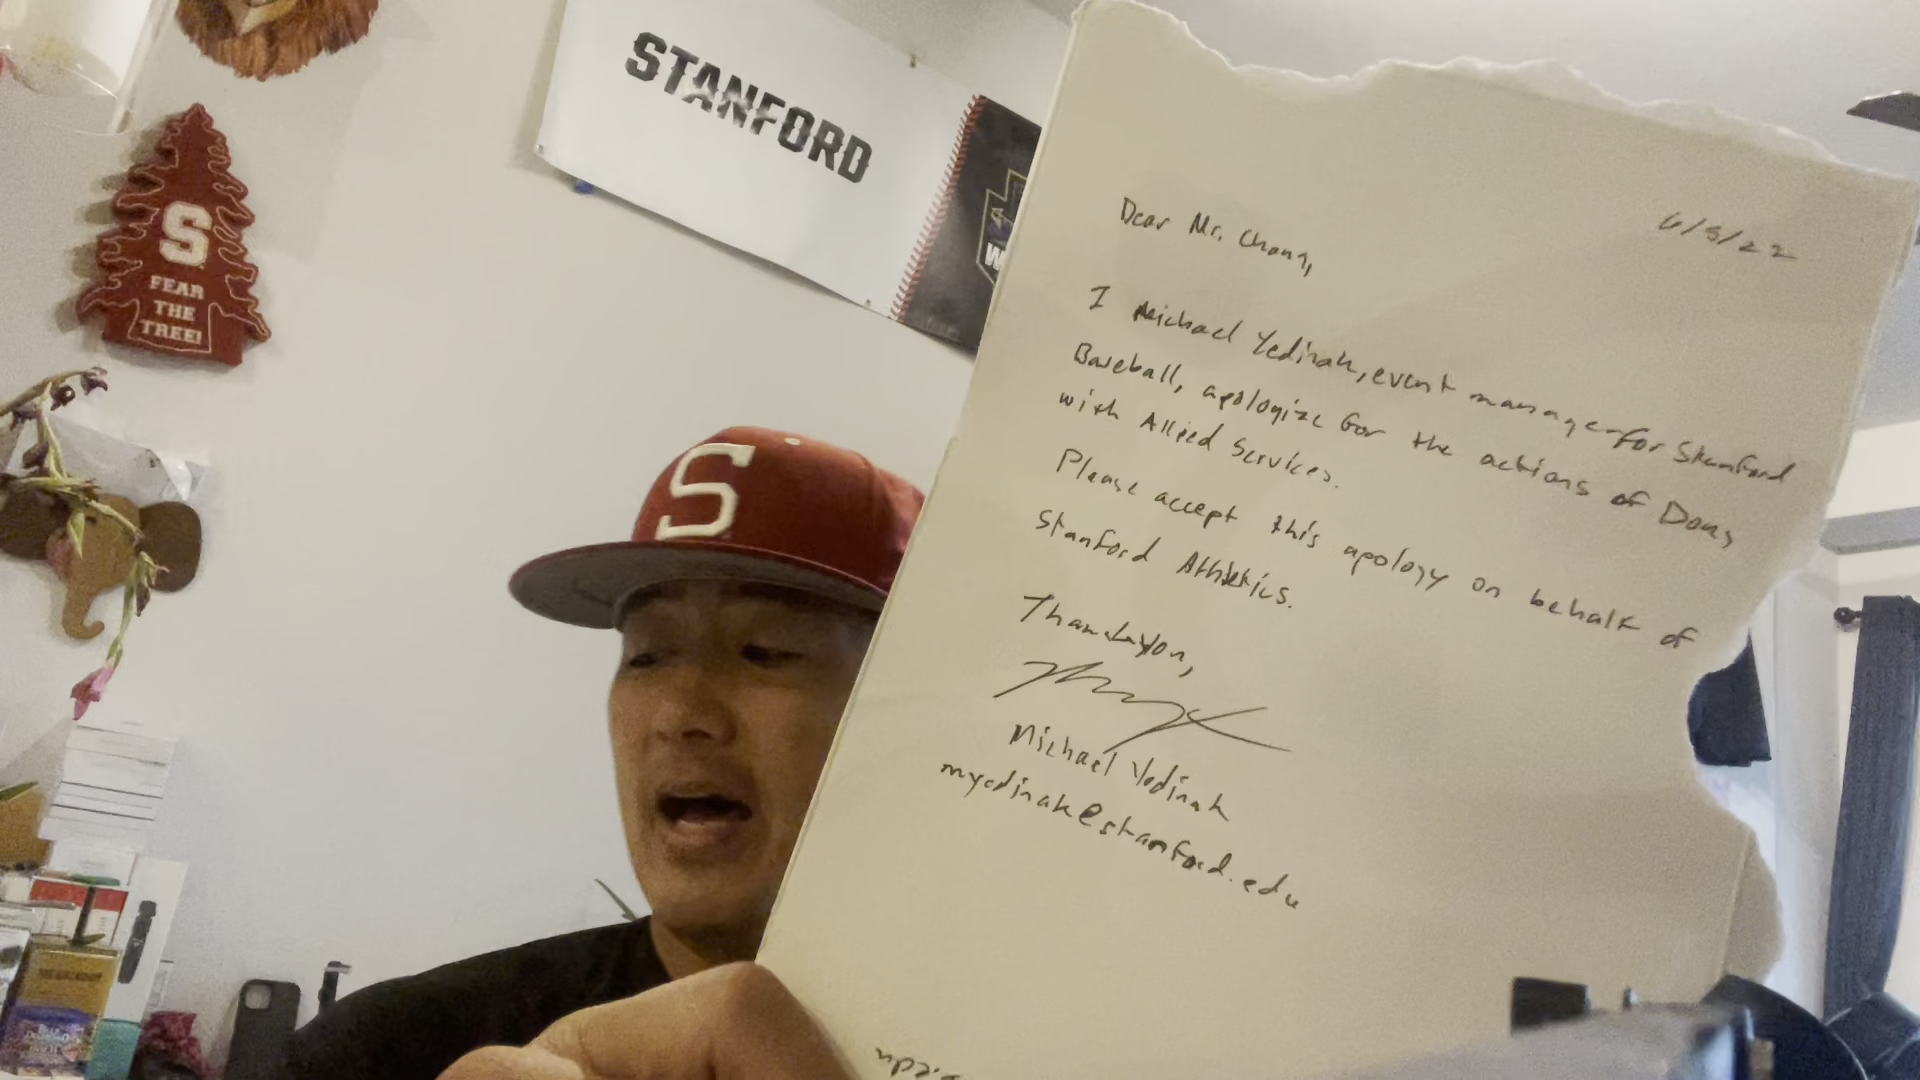 STANFORD
S
FEAR
THE
TREE!
S
W
6/5/22
Dear Mr. Chang,
I Michael Yedinak, event manager for Stanford
Baseball, apologize for the actions of Doug
with Allied Services.
Please accept this apology on behalf of
Stanford Athletics.
Thank you,
Michael Yedinak
myedinak@stanford.edu
.edu